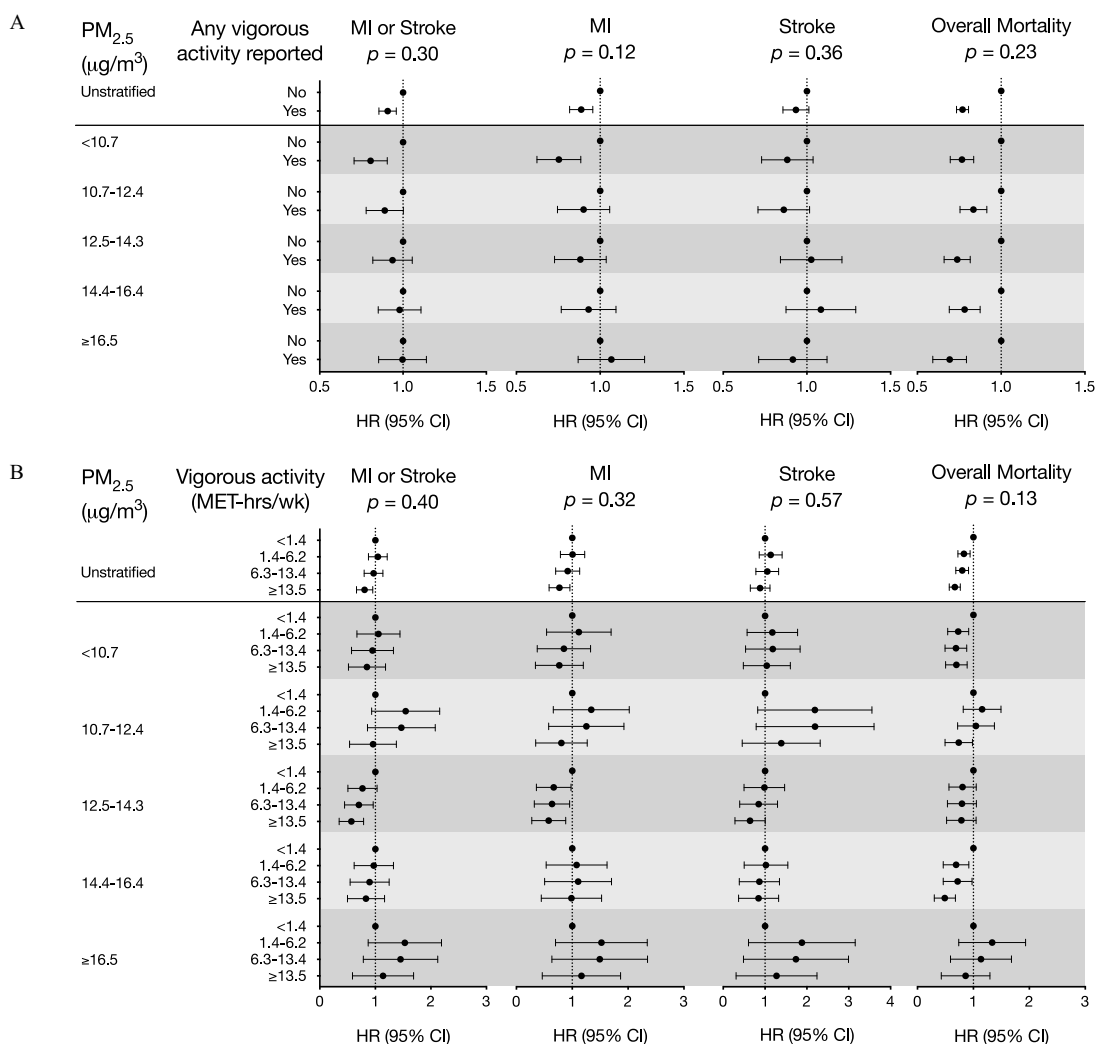 A
PM2.5 (μg/m3) Any vigorous activity reported MI or Stroke p = 0.30 MI p = 0.12 Stroke p = 0.36 Overall Mortality p = 0.23
Unstratified No
Yes
<10.7 No
Yes
10.7-12.4 No
Yes
12.5-14.3 No
Yes
14.4-16.4 No
Yes
≥16.5 No
Yes
0.5 1.0 1.5 0.5 1.0 1.5 0.5 1.0 1.5 0.5 1.0 1.5
HR (95% CI) HR (95% CI) HR (95% CI) HR (95% CI)
B
PM2.5 (μg/m3) Vigorous activity (MET-hrs/wk) MI or Stroke p = 0.40 MI p = 0.32 Stroke p = 0.57 Overall Mortality p = 0.13
<1.4
1.4–6.2
Unstratified 6.3–13.4
≥13.5
<1.4
1.4–6.2
<10.7 6.3–13.4
≥13.5
<1.4
1.4–6.2
10.7-12.4 6.3–13.4
≥13.5
<1.4
1.4–6.2
12.5-14.3 6.3–13.4
≥13.5
<1.4
1.4–6.2
14.4-16.4 6.3–13.4
≥13.5
<1.4
1.4–6.2
≥16.5 6.3–13.4
≥13.5
0 1 2 3 0 1 2 3 0 1 2 3 4 0 1 2 3
HR (95% CI) HR (95% CI) HR (95% CI) HR (95% CI)